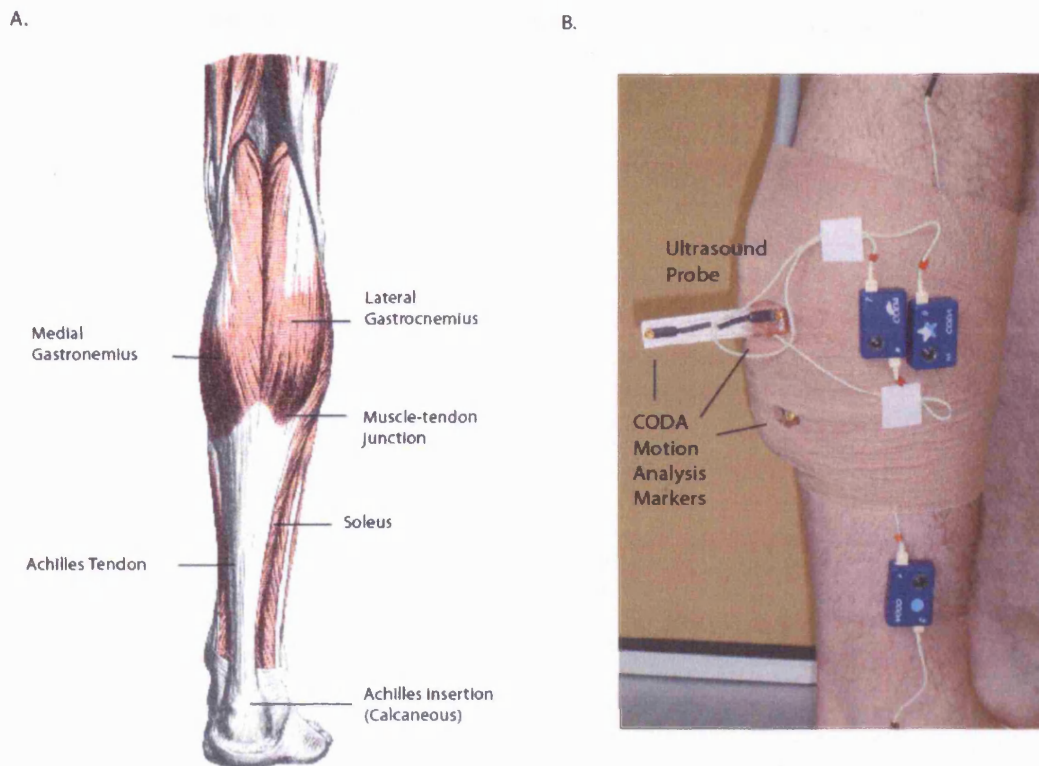 A.
B.
Medial
Gastronemius
Lateral
Gastrocnemius
Muscle-tendon
junction
Soleus
Achilles Tendon
Achilles insertion
(Calcaneous)
Ultrasound
Probe
CODA
Motion
Analysis
Markers
CODA
CODA
CODA